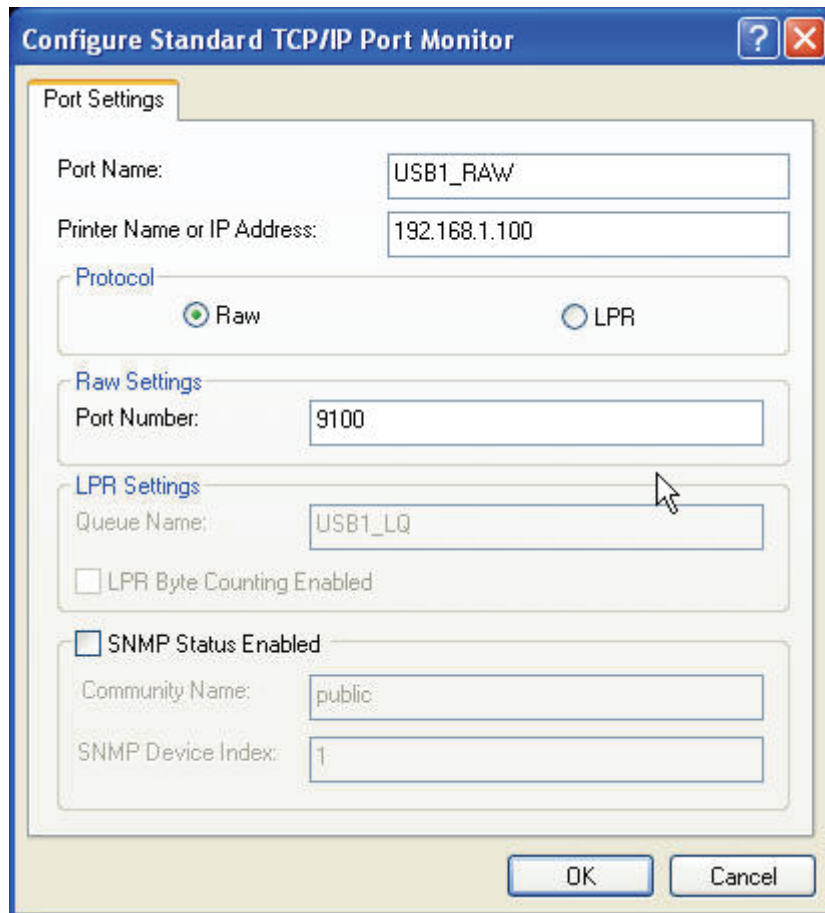 Configure Standard TCP/IP Port Monitor
Port Settings
Port Name: USB1_RAW
Printer Name or IP Address: 192.168.1.100
Protocol
Raw LPR
Raw Settings
Port Number: 9100
LPR Settings
Queue Name: USB1_LQ
LPR Byte Counting Enabled
SNMP Status Enabled
Community Name: public
SNMP Device Index: 1
OK Cancel